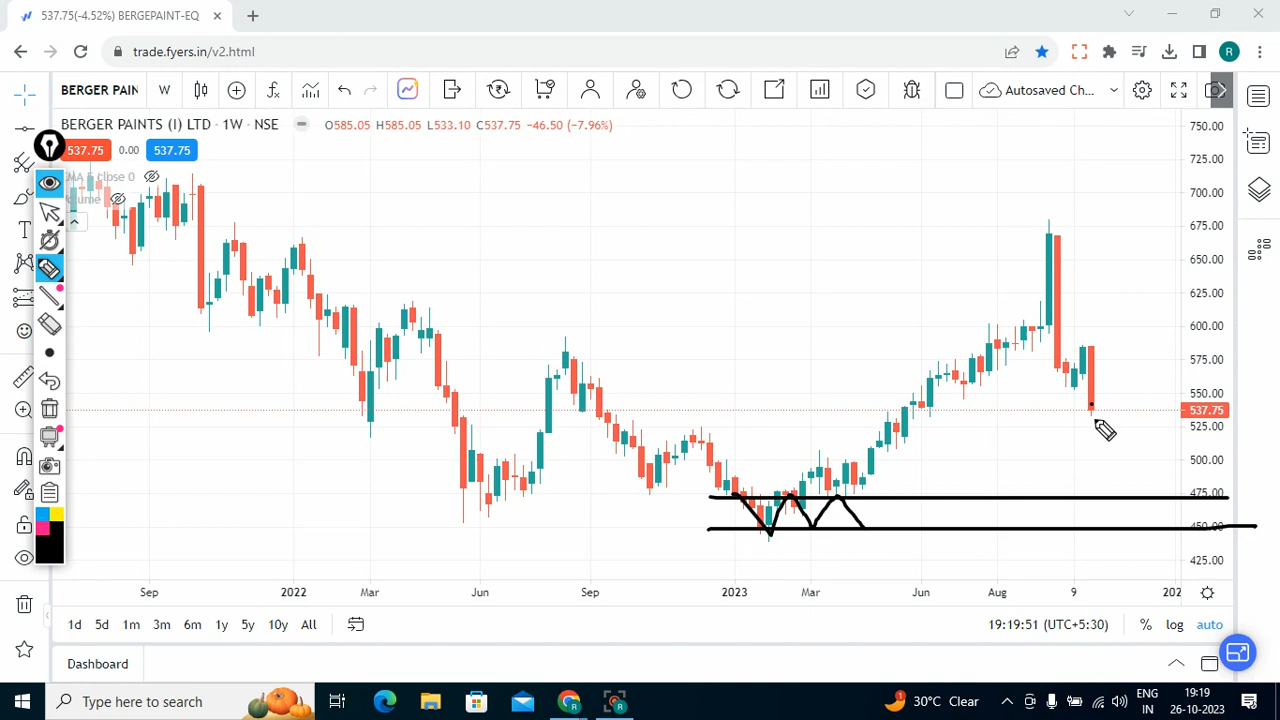 537.75(-4.52%) BERGEPAINT-EQ
trade.fyers.in/v2.html
R
BERGER PAIN
W
Autosaved Ch...
BERGER PAINTS (I) LTD · 1W · NSE
O585.05 H585.05 L533.10 C537.75 -46.50 (-7.96%)
537.75 0.00 537.75
close 0
750.00
725.00
700.00
675.00
650.00
625.00
600.00
575.00
550.00
537.75
525.00
500.00
475.00
450.00
425.00
Sep 2022 Mar Jun Sep 2023 Mar Jun Aug 9 202
1d 5d 1m 3m 6m 1y 5y 10y All
19:19:51 (UTC+5:30) % log auto
Dashboard
Type here to search
1
30°C Clear
ENG
IN
19:19
26-10-2023